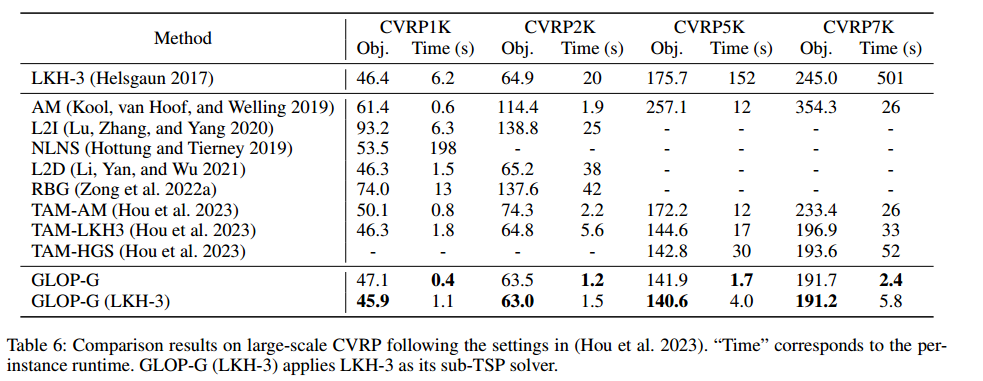 Method CVRP1K CVRP2K CVRP5K CVRP7K
Obj. Time (s) Obj. Time (s) Obj. Time (s) Obj. Time (s)
LKH-3 (Helsgaun 2017) 46.4 6.2 64.9 20 175.7 152 245.0 501
AM (Kool, van Hoof, and Welling 2019) 61.4 0.6 114.4 1.9 257.1 12 354.3 26
L2I (Lu, Zhang, and Yang 2020) 93.2 6.3 138.8 25 - - - -
NLNS (Hottung and Tierney 2019) 53.5 198 - - - - - -
L2D (Li, Yan, and Wu 2021) 46.3 1.5 65.2 38 - - - -
RBG (Zong et al. 2022a) 74.0 13 137.6 42 - - - -
TAM-AM (Hou et al. 2023) 50.1 0.8 74.3 2.2 172.2 12 233.4 26
TAM-LKH3 (Hou et al. 2023) 46.3 1.8 64.8 5.6 144.6 17 196.9 33
TAM-HGS (Hou et al. 2023) - - - - 142.8 30 193.6 52
GLOP-G 47.1 0.4 63.5 1.2 141.9 1.7 191.7 2.4
GLOP-G (LKH-3) 45.9 1.1 63.0 1.5 140.6 4.0 191.2 5.8
Table 6: Comparison results on large-scale CVRP following the settings in (Hou et al. 2023). “Time” corresponds to the per-
instance runtime. GLOP-G (LKH-3) applies LKH-3 as its sub-TSP solver.